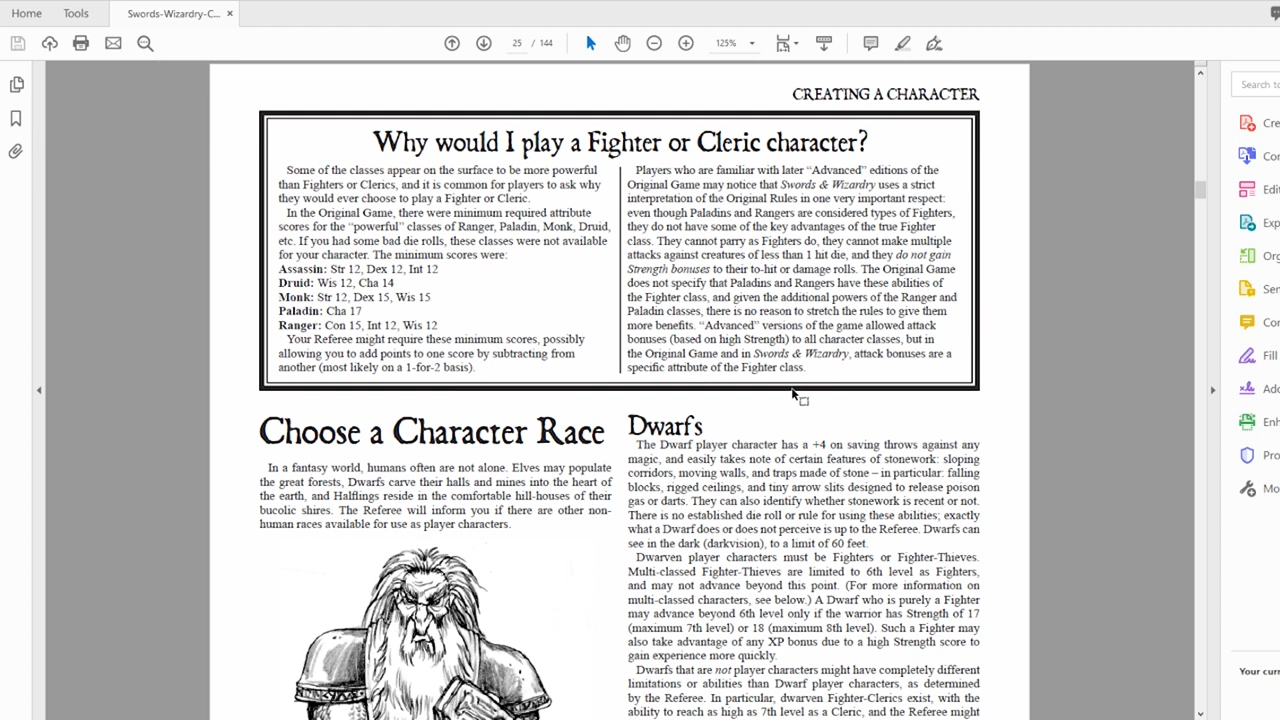 Home
Tools
Swords-Wizardry-C... ×
25 / 144
125%
Search to
CREATING A CHARACTER
Why would I play a Fighter or Cleric character?
Some of the classes appear on the surface to be more powerful
than Fighters or Clerics, and it is common for players to ask why
they would ever choose to play a Fighter or Cleric.
In the Original Game, there were minimum required attribute
scores for the “powerful” classes of Ranger, Paladin, Monk, Druid,
etc. If you had some bad die rolls, these classes were not available
for your character. The minimum scores were:
Assassin: Str 12, Dex 12, Int 12
Druid: Wis 12, Cha 14
Monk: Str 12, Dex 15, Wis 15
Paladin: Cha 17
Ranger: Con 15, Int 12, Wis 12
Your Referee might require these minimum scores, possibly
allowing you to add points to one score by subtracting from
another (most likely on a 1-for-2 basis).
Players who are familiar with later “Advanced” editions of the
Original Game may notice that Swords & Wizardry uses a strict
interpretation of the Original Rules in one very important respect:
even though Paladins and Rangers are considered types of Fighters,
they do not have some of the key advantages of the true Fighter
class. They cannot parry as Fighters do, they cannot make multiple
attacks against creatures of less than 1 hit die, and they do not gain
Strength bonuses to their to-hit or damage rolls. The Original Game
does not specify that Paladins and Rangers have these abilities of
the Fighter class, and given the additional powers of the Ranger and
Paladin classes, there is no reason to stretch the rules to give them
more benefits. “Advanced” versions of the game allowed attack
bonuses (based on high Strength) to all character classes, but in
the Original Game and in Swords & Wizardry, attack bonuses are a
specific attribute of the Fighter class.
Choose a Character Race
In a fantasy world, humans often are not alone. Elves may populate
the great forests, Dwarfs carve their halls and mines into the heart of
the earth, and Halflings reside in the comfortable hill-houses of their
bucolic shires. The Referee will inform you if there are other non-
human races available for use as player characters.
Dwarfs
The Dwarf player character has a +4 on saving throws against any
magic, and easily takes note of certain features of stonework: sloping
corridors, moving walls, and traps made of stone – in particular: falling
blocks, rigged ceilings, and tiny arrow slits designed to release poison
gas or darts. They can also identify whether stonework is recent or not.
There is no established die roll or rule for using these abilities; exactly
what a Dwarf does or does not perceive is up to the Referee. Dwarfs can
see in the dark (darkvision), to a limit of 60 feet.
Dwarven player characters must be Fighters or Fighter-Thieves.
Multi-classed Fighter-Thieves are limited to 6th level as Fighters,
and may not advance beyond this point. (For more information on
multi-classed characters, see below.) A Dwarf who is purely a Fighter
may advance beyond 6th level only if the warrior has Strength of 17
(maximum 7th level) or 18 (maximum 8th level). Such a Fighter may
also take advantage of any XP bonus due to a high Strength score to
gain experience more quickly.
Dwarfs that are not player characters might have completely different
limitations or abilities than Dwarf player characters, as determined
by the Referee. In particular, dwarven Fighter-Clerics exist, with the
ability to reach as high as 7th level as a Cleric, and the Referee might
Cre
Con
Edi
Exp
Org
Sen
Con
Fill
Add
Enh
Pro
Mo
Your curr